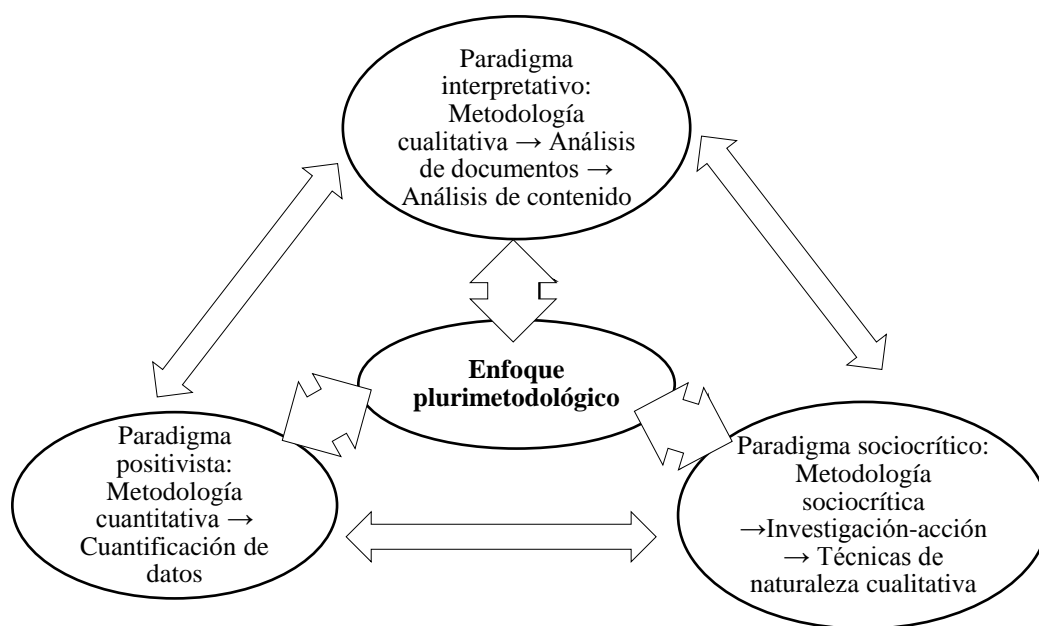 Paradigma
interpretativo:
Metodología
cualitativa → Análisis
de documentos →
Análisis de contenido
Enfoque
plurimetodológico
Paradigma
positivista:
Metodología
cuantitativa →
Cuantificación de
datos
Paradigma sociocrítico:
Metodología
sociocrítica
→Investigación-acción
→ Técnicas de
naturaleza cualitativa